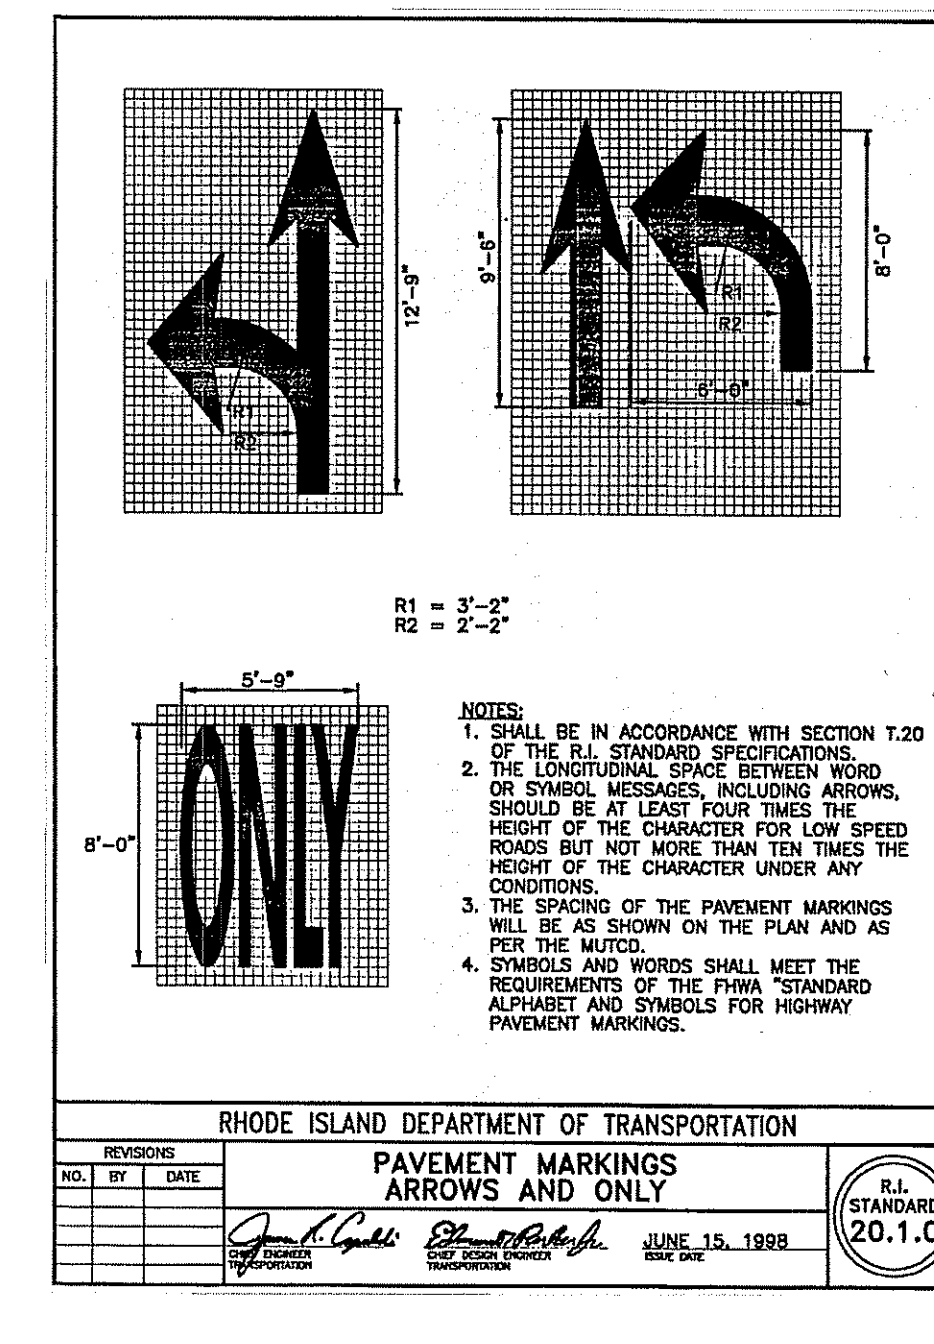 12'-9"
R1
R2
9'-6"
8'-0"
R1
R2
6'-0"
R1 = 3'-2"
R2 = 2'-2"
5'-9"
8'-0"
ONLY
NOTES:
1. SHALL BE IN ACCORDANCE WITH SECTION T.20
OF THE R.I. STANDARD SPECIFICATIONS.
2. THE LONGITUDINAL SPACE BETWEEN WORD
OR SYMBOL MESSAGES, INCLUDING ARROWS,
SHOULD BE AT LEAST FOUR TIMES THE
HEIGHT OF THE CHARACTER FOR LOW SPEED
ROADS BUT NOT MORE THAN TEN TIMES THE
HEIGHT OF THE CHARACTER UNDER ANY
CONDITIONS.
3. THE SPACING OF THE PAVEMENT MARKINGS
WILL BE AS SHOWN ON THE PLAN AND AS
PER THE MUTCD.
4. SYMBOLS AND WORDS SHALL MEET THE
REQUIREMENTS OF THE FHWA "STANDARD
ALPHABET AND SYMBOLS FOR HIGHWAY
PAVEMENT MARKINGS.
RHODE ISLAND DEPARTMENT OF TRANSPORTATION
REVISIONS
NO. BY DATE
PAVEMENT MARKINGS
ARROWS AND ONLY
CHIEF ENGINEER
TRANSPORTATION
CHIEF DESIGN ENGINEER
TRANSPORTATION
JUNE 15, 1998
ISSUE DATE
R.I.
STANDARD
20.1.0